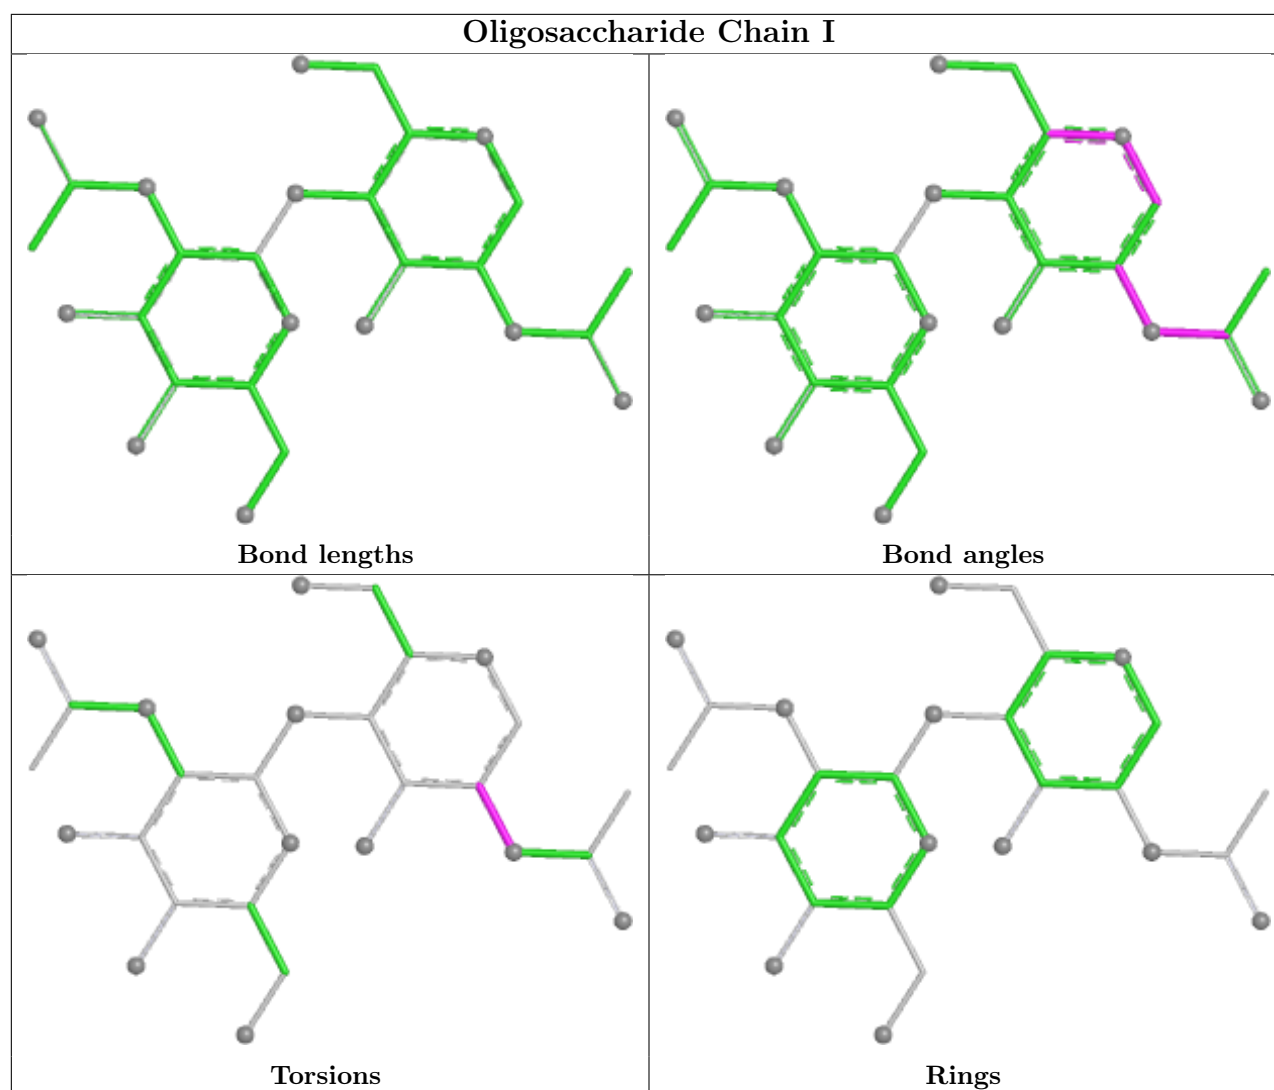 Oligosaccharide Chain I
Bond lengths
Bond angles
Torsions
Rings